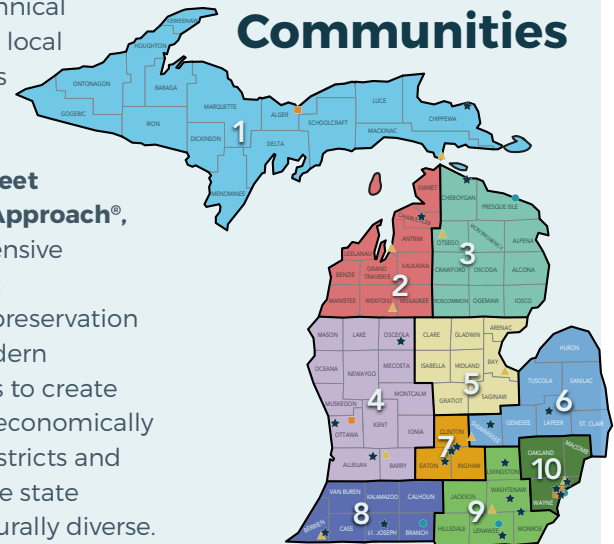 nnical
local
s
eet
Approach®,
ensive
preservation
dern
s to create
economically
stricts and
e state
urally diverse.
Communities
KEWEENAW
HOUGHTON
ONTONAGON
BARAGA
GOGEBIC
IRON
MARQUETTE
1
DICKINSON
MENOMINEE
ALGER
DELTA
SCHOOLCRAFT
LUCE
MACKINAC
CHIPPEWA
EMMET
CHEBOYGAN
PRESQUE ISLE
CHARLEVOIX
ANTRIM
OTSEGO
MONTMORENCY
ALPENA
3
LEELANAU
BENZIE
GRAND TRAVERSE
KALKASKA
CRAWFORD
OSCODA
ALCONA
2
MANISTEE
WEXFORD
MISSAUKEE
ROSCOMMON
OGEMAW
IOSCO
MASON
LAKE
OSCEOLA
CLARE
GLADWIN
ARENAC
HURON
OCEANA
NEWAYGO
MECOSTA
ISABELLA
MIDLAND
BAY
5
TUSCOLA
SANILAC
MUSKEGON
4
MONTCALM
GRATIOT
SAGINAW
6
OTTAWA
KENT
IONIA
CLINTON
SHIAWASSEE
GENESEE
LAPEER
ST. CLAIR
7
ALLEGAN
BARRY
EATON
INGHAM
LIVINGSTON
OAKLAND
MACOMB
10
VAN BUREN
KALAMAZOO
CALHOUN
JACKSON
WASHTENAW
WAYNE
8
9
BERRIEN
CASS
ST. JOSEPH
BRANCH
HILLSDALE
LENAWEE
MONROE